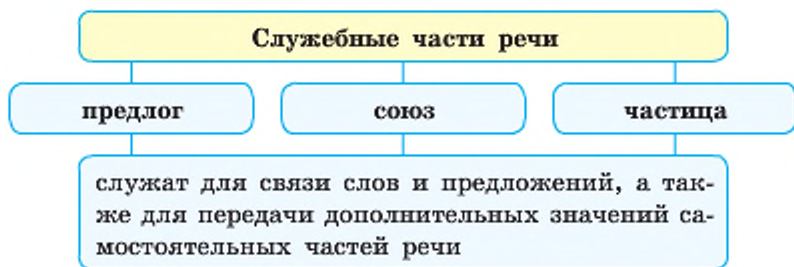 Служебные части речи
предлог
союз
частица
служат для связи слов и предложений, а так-
же для передачи дополнительных значений са-
мостоятельных частей речи